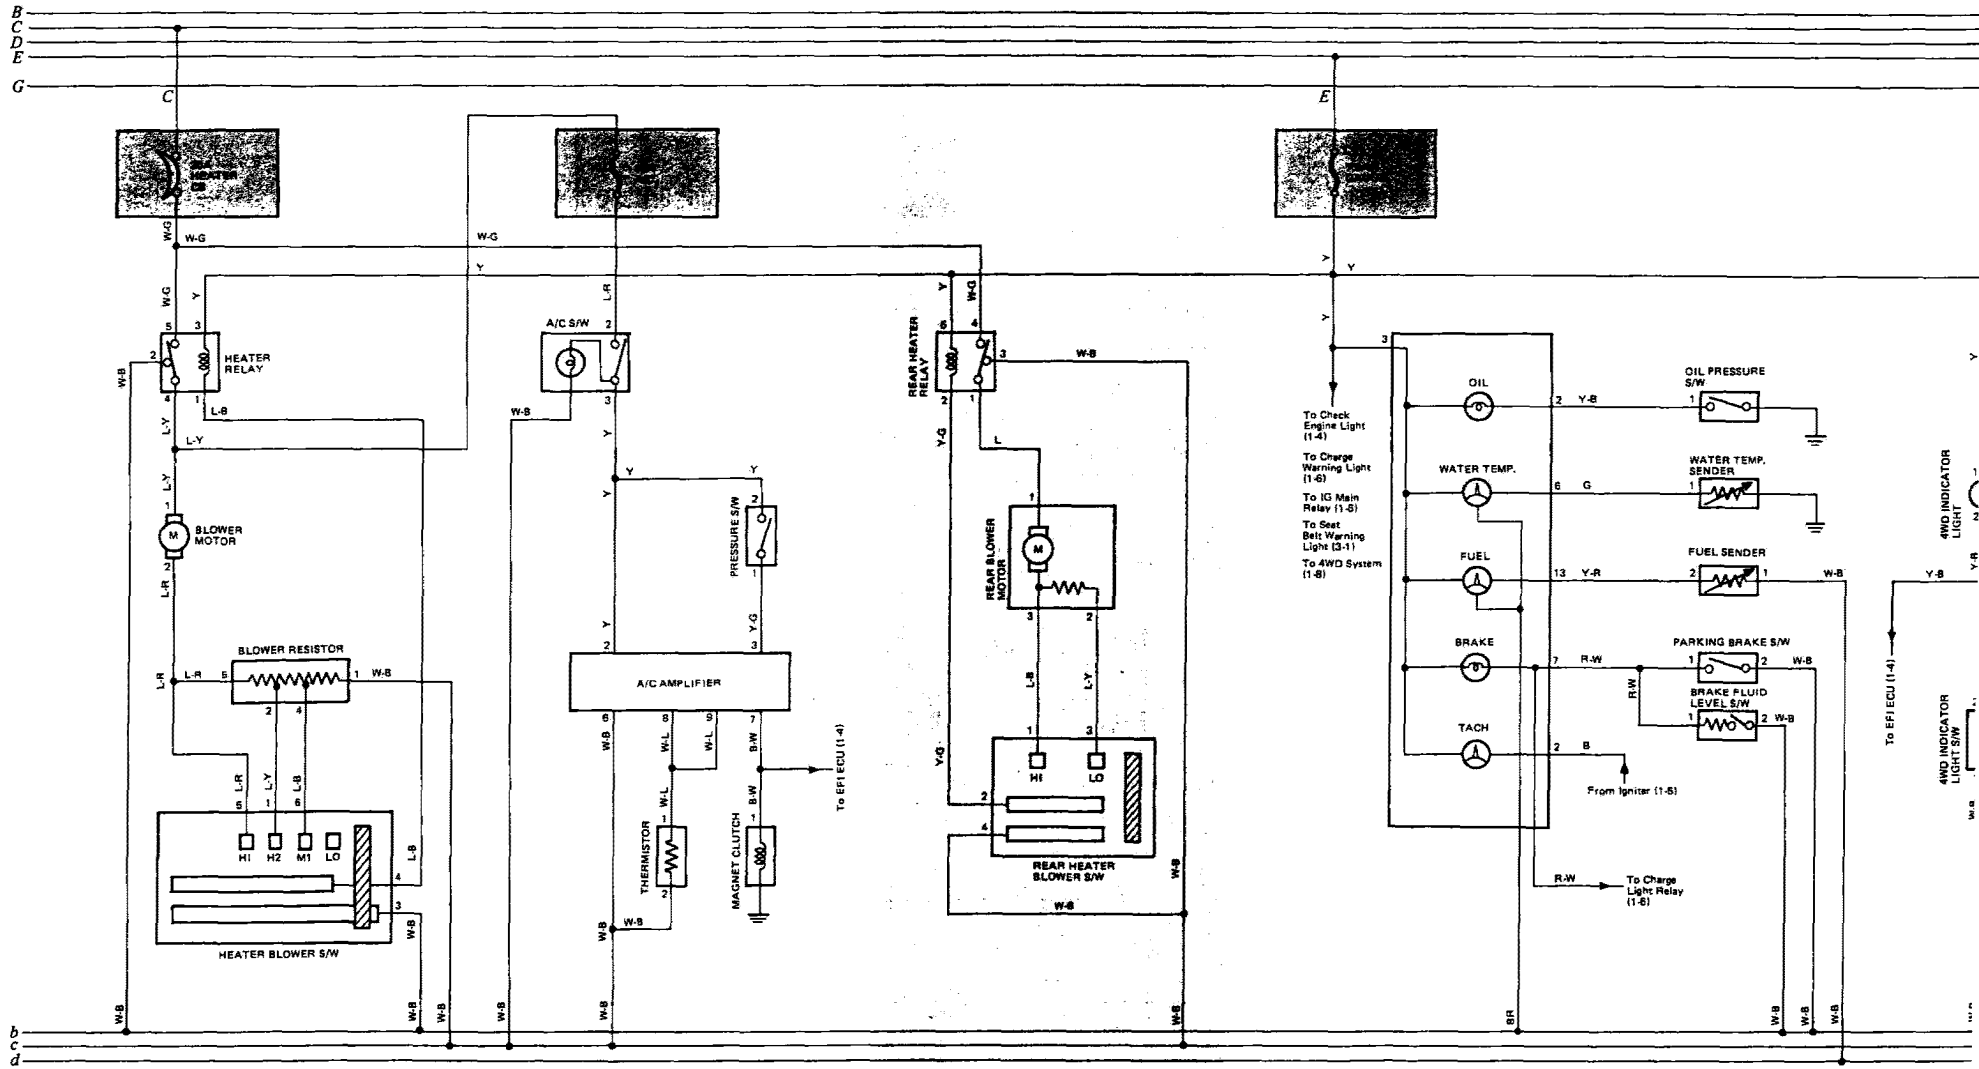 B
C
D
E
G
C
E
HEATER
W-G
W-G
W-G
Y
Y
Y
W-G
Y
L-R
Y
W-G
Y
5 3
2
HEATER
RELAY
4 1
W-B
L-Y
L-B
L-Y
L-Y
1
M
BLOWER
MOTOR
2
L-R
BLOWER RESISTOR
L-R
L-R
5
1
W-B
2
4
L-R
L-Y
L-B
5
1
6
HI
H2
M1
LO
4
3
L-B
W-B
HEATER BLOWER S/W
W-B
W-B
W-B
A/C S/W
2
3
W-B
Y
Y
Y
Y
PRESSURE S/W
2
1
Y
Y-G
2
3
A/C AMPLIFIER
6
8
9
7
W-B
W-L
W-L
B-W
To EFI ECU (1-4)
W-L
B-W
THERMISTOR
1
2
MAGNET CLUTCH
1
W-B
W-B
W-B
W-B
REAR HEATER
RELAY
6
4
3
W-B
2
1
Y-G
L
REAR BLOWER
MOTOR
1
M
3
2
L-B
L-Y
Y-G
1
3
HI
LO
2
4
REAR HEATER
BLOWER S/W
W-B
W-B
W-B
Y
To Check
Engine Light
(1-4)
To Charge
Warning Light
(1-6)
To IG Main
Relay (1-5)
To Seat
Belt Warning
Light (3-1)
To 4WD System
(1-8)
3
OIL
2
Y-B
OIL PRESSURE
S/W
1
WATER TEMP.
6
G
WATER TEMP.
SENDER
1
FUEL
13
Y-R
FUEL SENDER
2
1
W-B
BRAKE
7
R-W
PARKING BRAKE S/W
1
2
W-B
R-W
BRAKE FLUID
LEVEL S/W
1
2
W-B
TACH
2
B
From Igniter (1-5)
R-W
To Charge
Light Relay
(1-6)
BR
W-B
W-B
W-B
Y
4WD INDICATOR
LIGHT
1
2
Y-B
Y-R
To EFI ECU (1-4)
4WD INDICATOR
LIGHT S/W
b
c
d